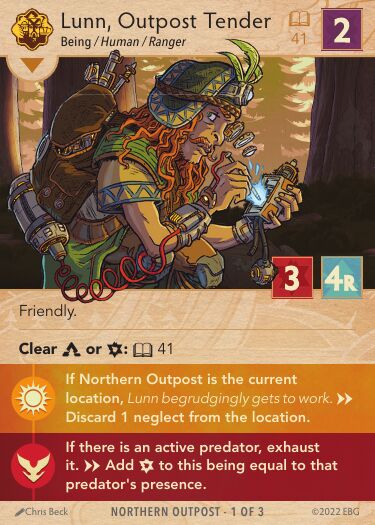 Lunn, Outpost Tender
41
2
Being / Human / Ranger
3
4R
Friendly.
Clear or : 41
If Northern Outpost is the current
location, Lunn begrudgingly gets to work.
Discard 1 neglect from the location.
If there is an active predator, exhaust
it. Add to this being equal to that
predator's presence.
Chris Beck
NORTHERN OUTPOST - 1 OF 3
©2022 EBG